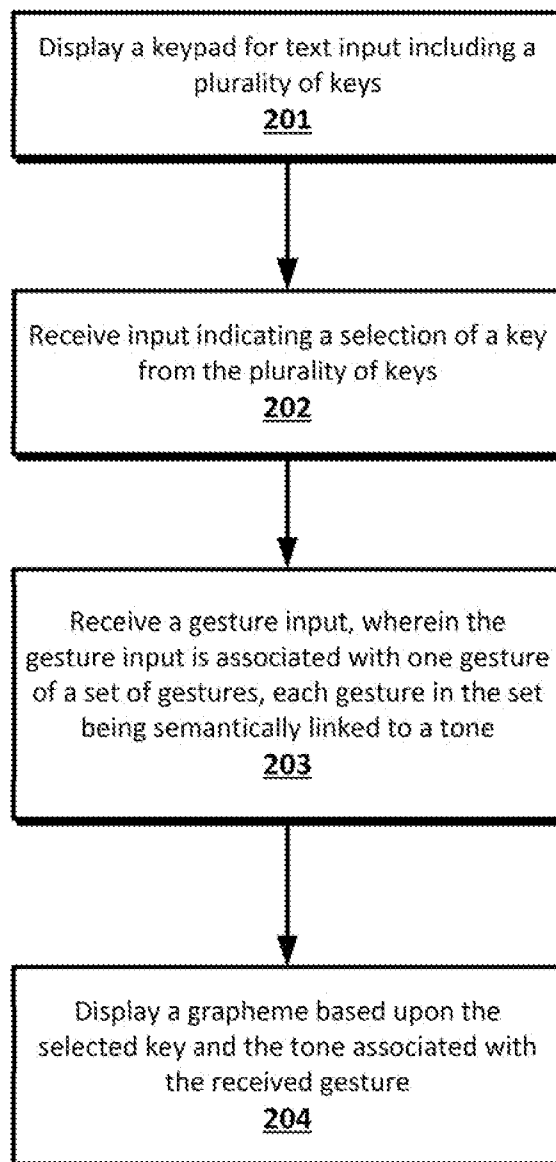 Display a keypad for text input including a
plurality of keys
201
Receive input indicating a selection of a key
from the plurality of keys
202
Receive a gesture input, wherein the
gesture input is associated with one gesture
of a set of gestures, each gesture in the set
being semantically linked to a tone
203
Display a grapheme based upon the
selected key and the tone associated with
the received gesture
204